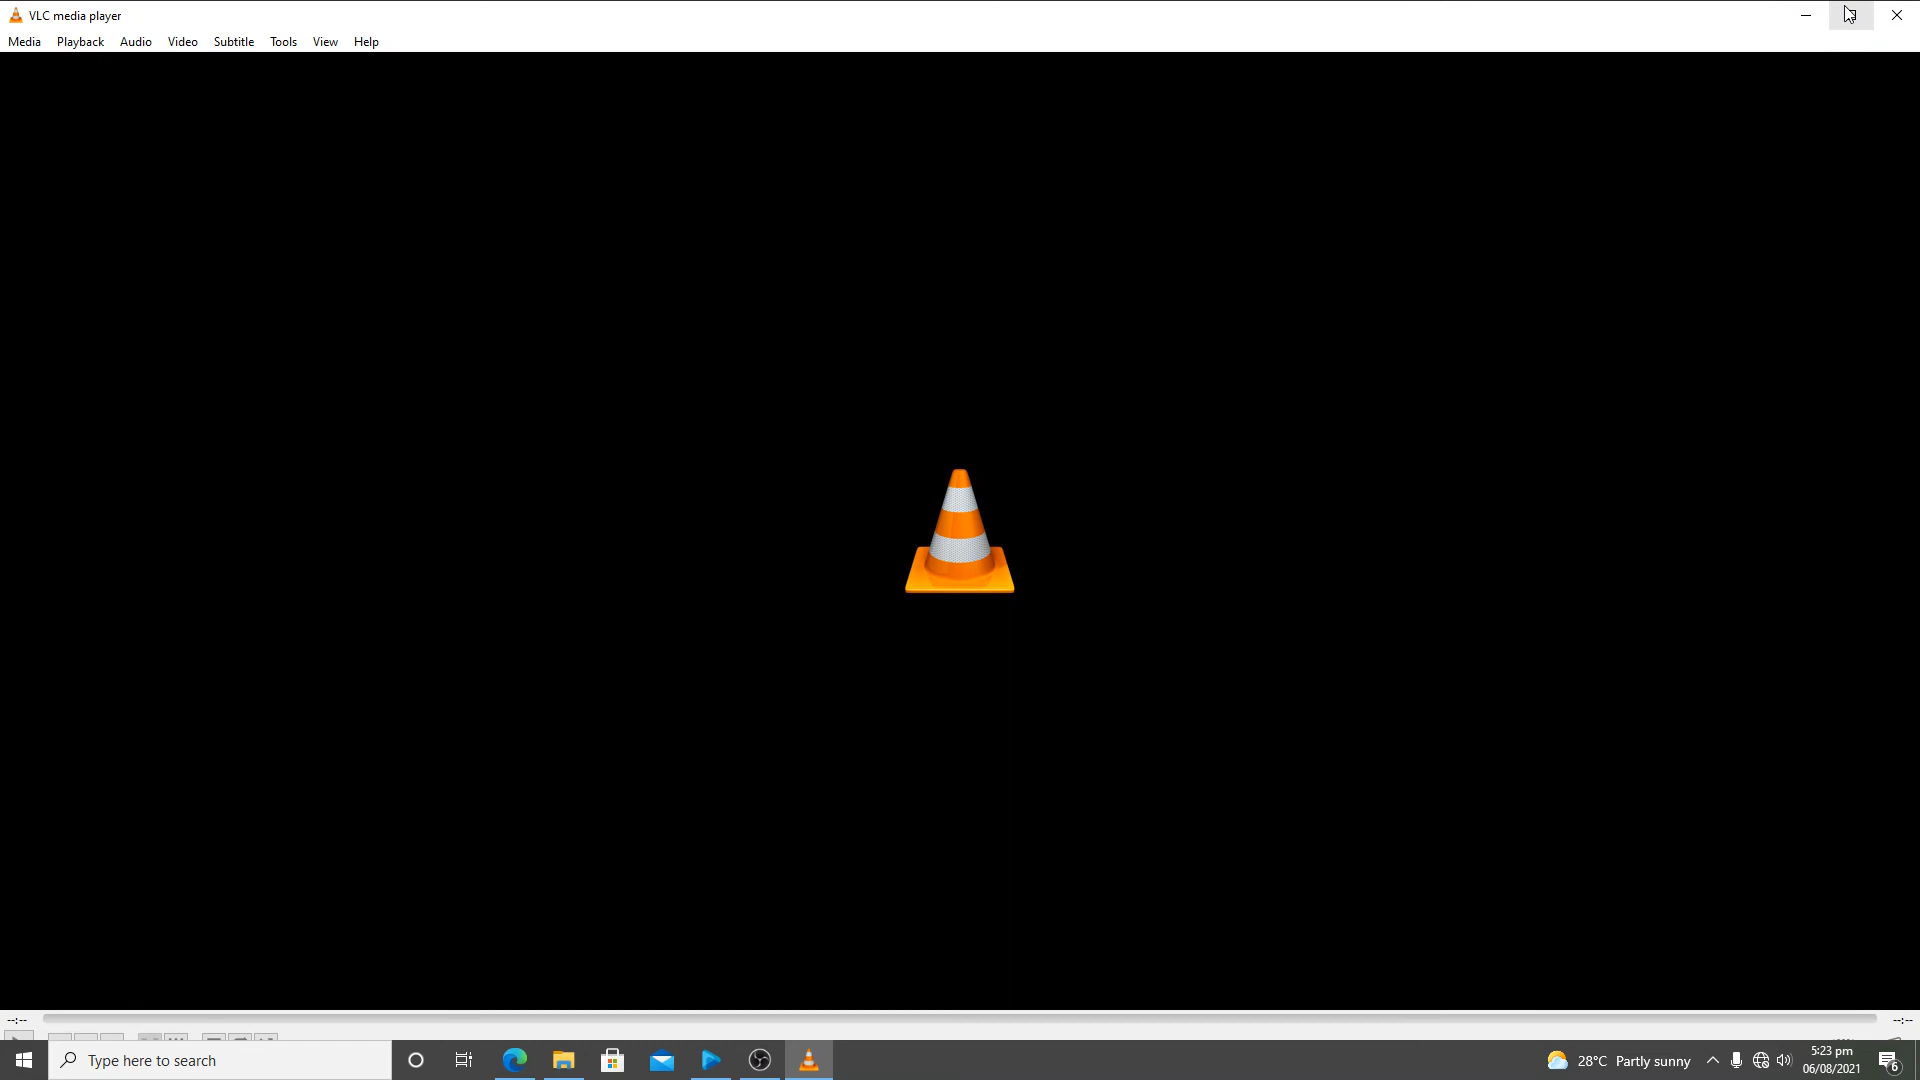 VLC media player
Media Playback Audio Video Subtitle Tools View Help
--:-- --:--
Type here to search
28°C Partly sunny
5:23 pm
06/08/2021
6